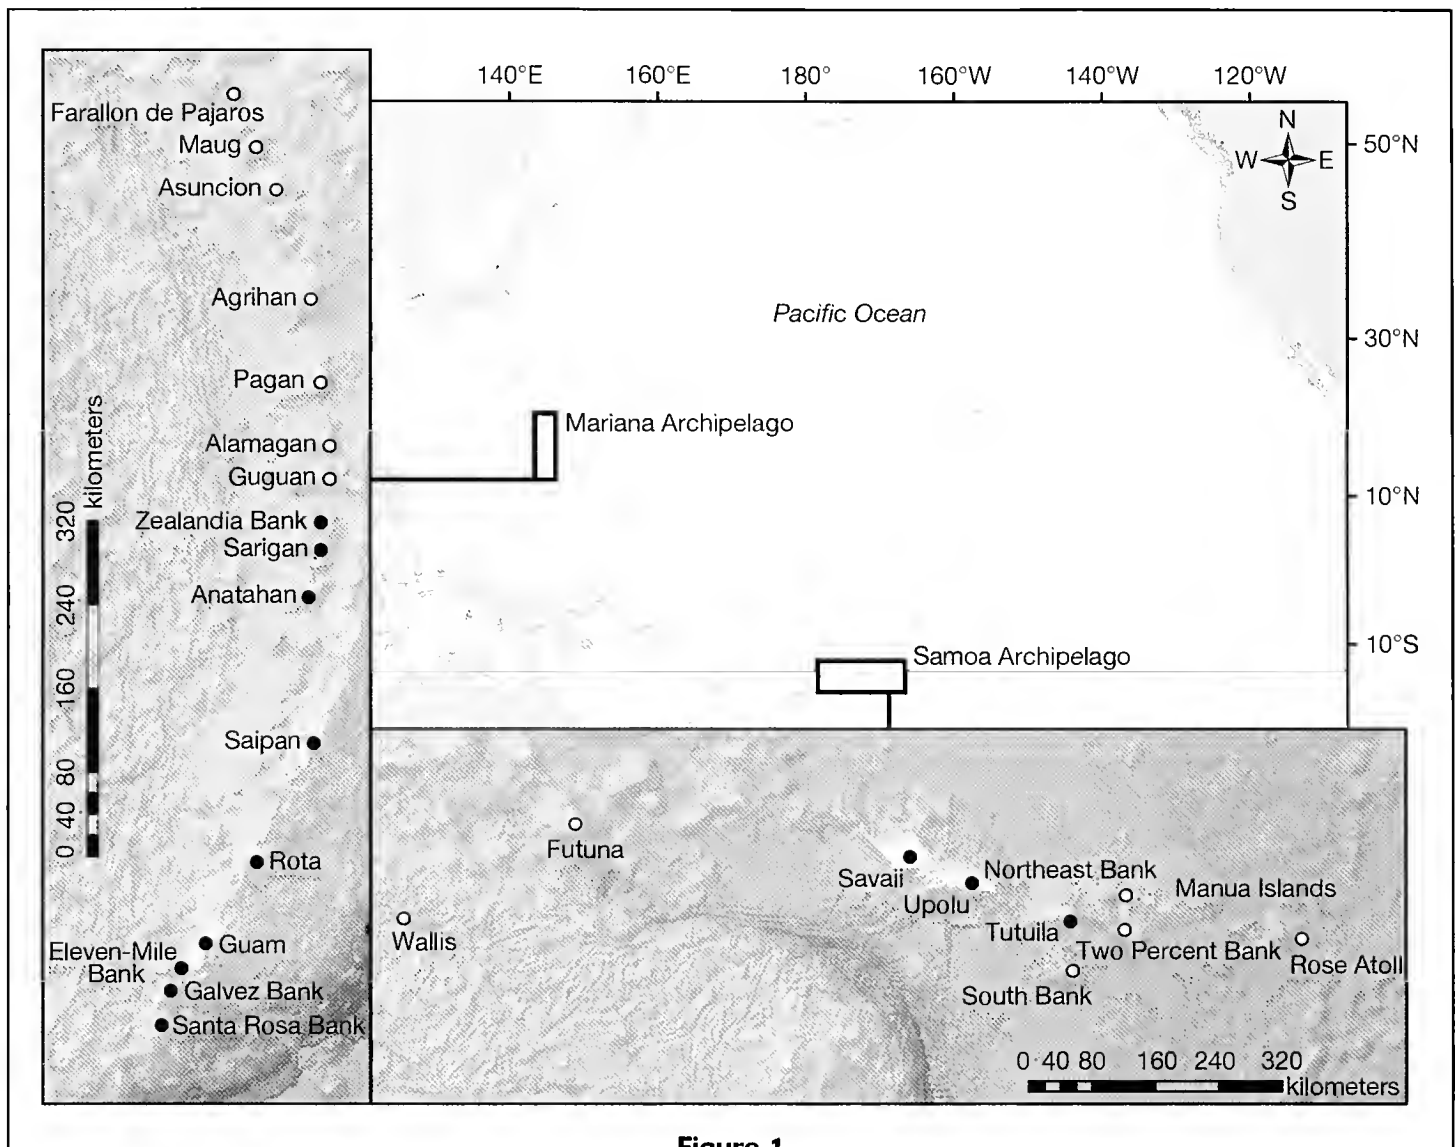 140°E 160°E 180° 160°W 140°W 120°W
N
W E
S
50°N
30°N
10°N
10°S
Pacific Ocean
Mariana Archipelago
Samoa Archipelago
Farallon de Pajaros
Maug
Asuncion
Agrihan
Pagan
Alamagan
Guguan
Zealandia Bank
Sarigan
Anatahan
Saipan
Rota
Guam
Eleven-Mile
Bank
Galvez Bank
Santa Rosa Bank
0 40 80 160 240 320
kilometers
Futuna
Wallis
Savaii
Upolu
Northeast Bank
Manua Islands
Tutuila
Two Percent Bank
Rose Atoll
South Bank
0 40 80 160 240 320
kilometers
Figure 1